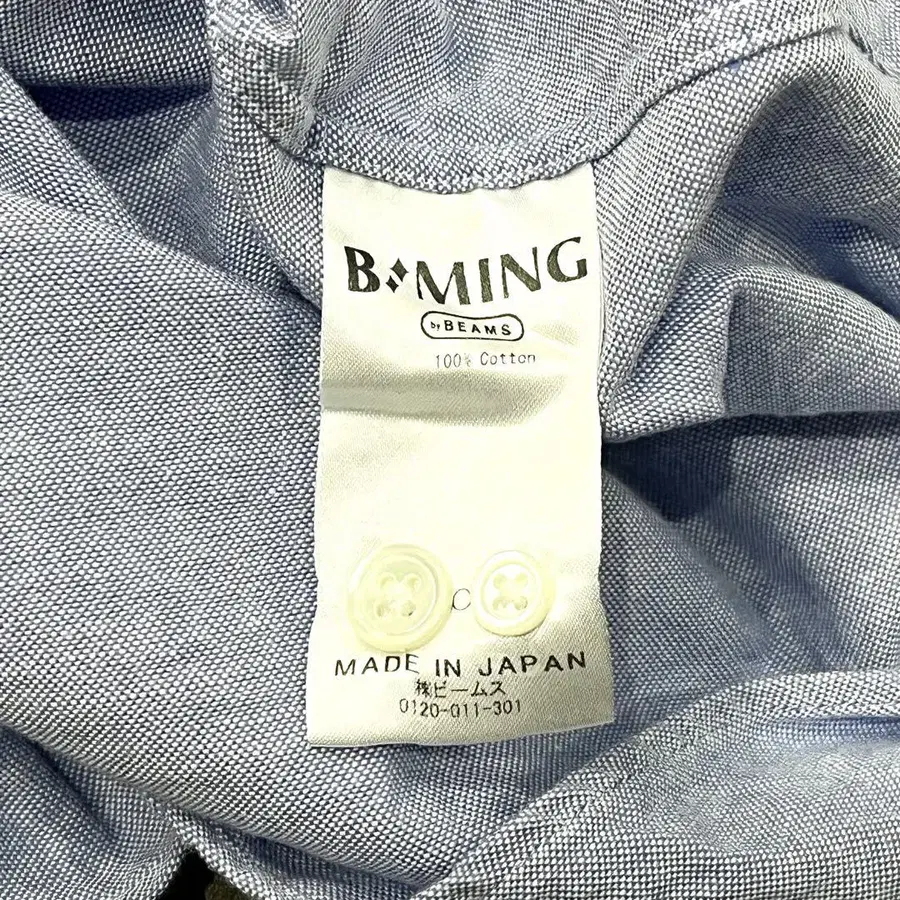 B♦MING
by BEAMS
100% Cotton
C
MADE IN JAPAN
㈱ビームス
0120-011-301